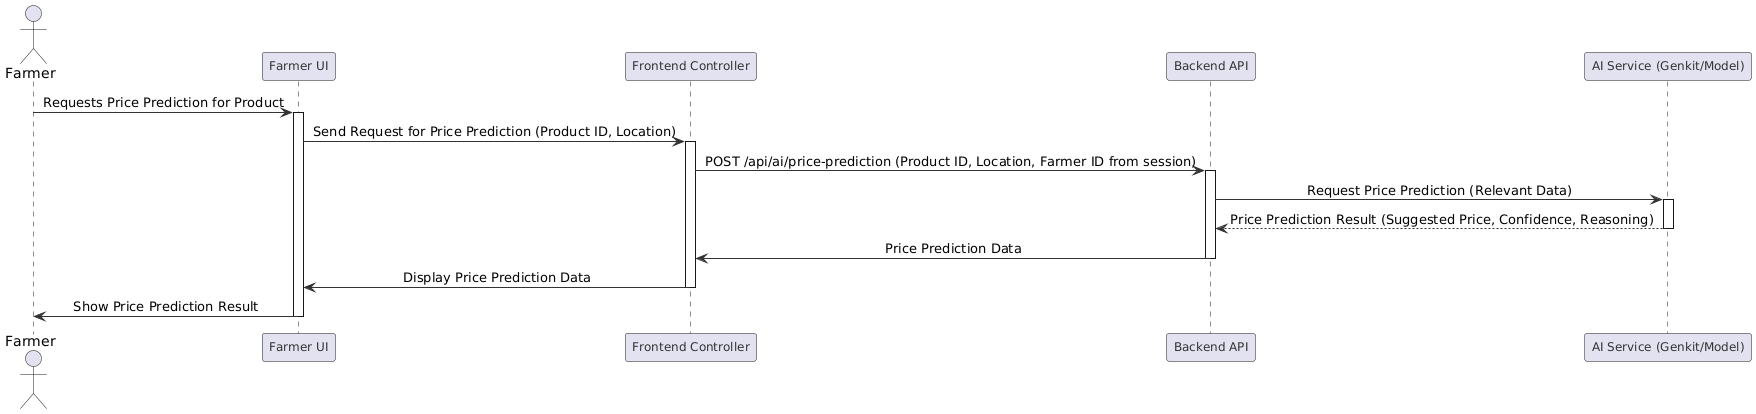 Farmer
Farmer UI
Frontend Controller
Backend API
AI Service (Genkit/Model)
Requests Price Prediction for Product
Send Request for Price Prediction (Product ID, Location)
POST /api/ai/price-prediction (Product ID, Location, Farmer ID from session)
Request Price Prediction (Relevant Data)
Price Prediction Result (Suggested Price, Confidence, Reasoning)
Price Prediction Data
Display Price Prediction Data
Show Price Prediction Result
Farmer
Farmer UI
Frontend Controller
Backend API
AI Service (Genkit/Model)